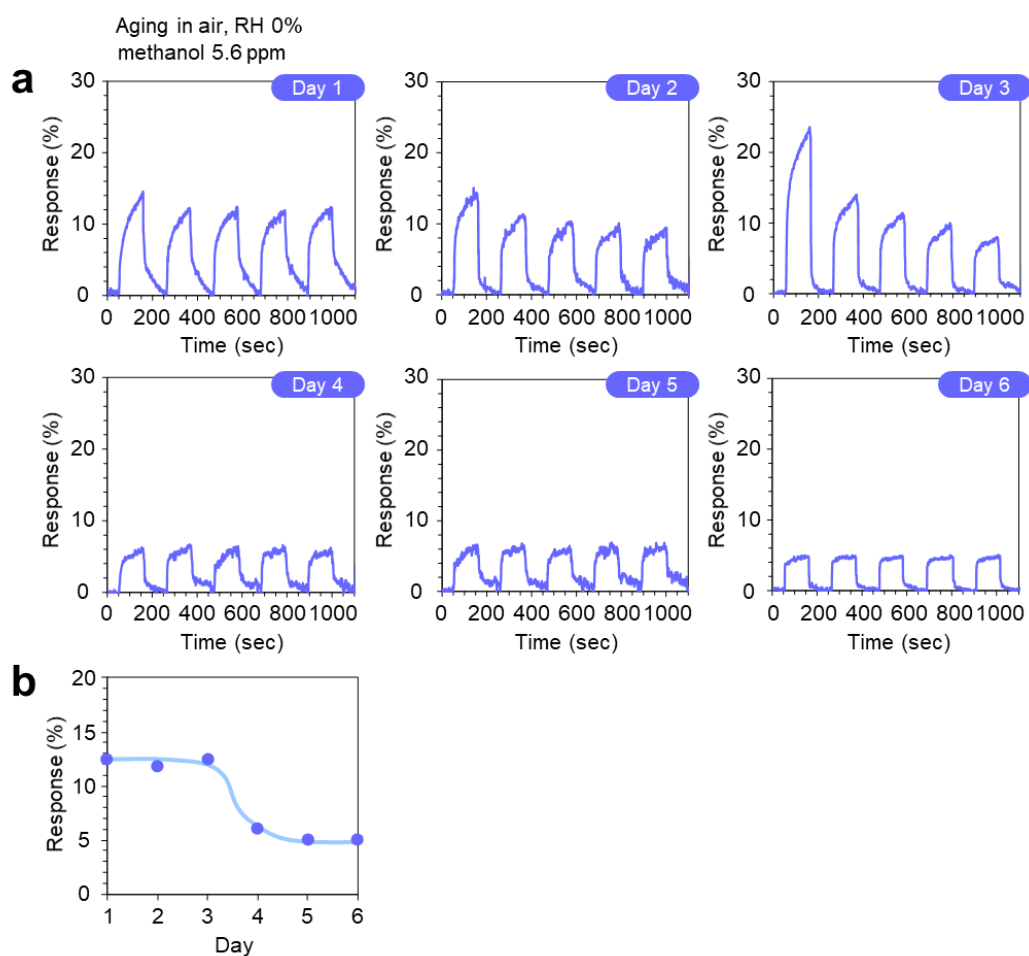 Aging in air, RH 0%
methanol 5.6 ppm
a
Day 1
Response (%)
30
20
10
0
0 200 400 600 800 1000
Time (sec)
Day 2
Response (%)
30
20
10
0
0 200 400 600 800 1000
Time (sec)
Day 3
Response (%)
30
20
10
0
0 200 400 600 800 1000
Time (sec)
Day 4
Response (%)
30
20
10
0
0 200 400 600 800 1000
Time (sec)
Day 5
Response (%)
30
20
10
0
0 200 400 600 800 1000
Time (sec)
Day 6
Response (%)
30
20
10
0
0 200 400 600 800 1000
Time (sec)
b
Response (%)
20
15
10
5
0
1 2 3 4 5 6
Day